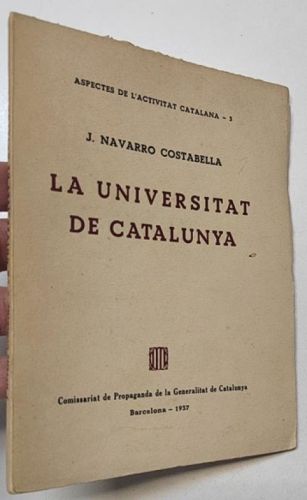 ASPECTES DE L'ACTIVITAT CATALANA - 3
J. NAVARRO COSTABELLA
LA UNIVERSITAT
DE CATALUNYA
Comissariat de Propaganda de la Generalitat de Catalunya
Barcelona - 1937